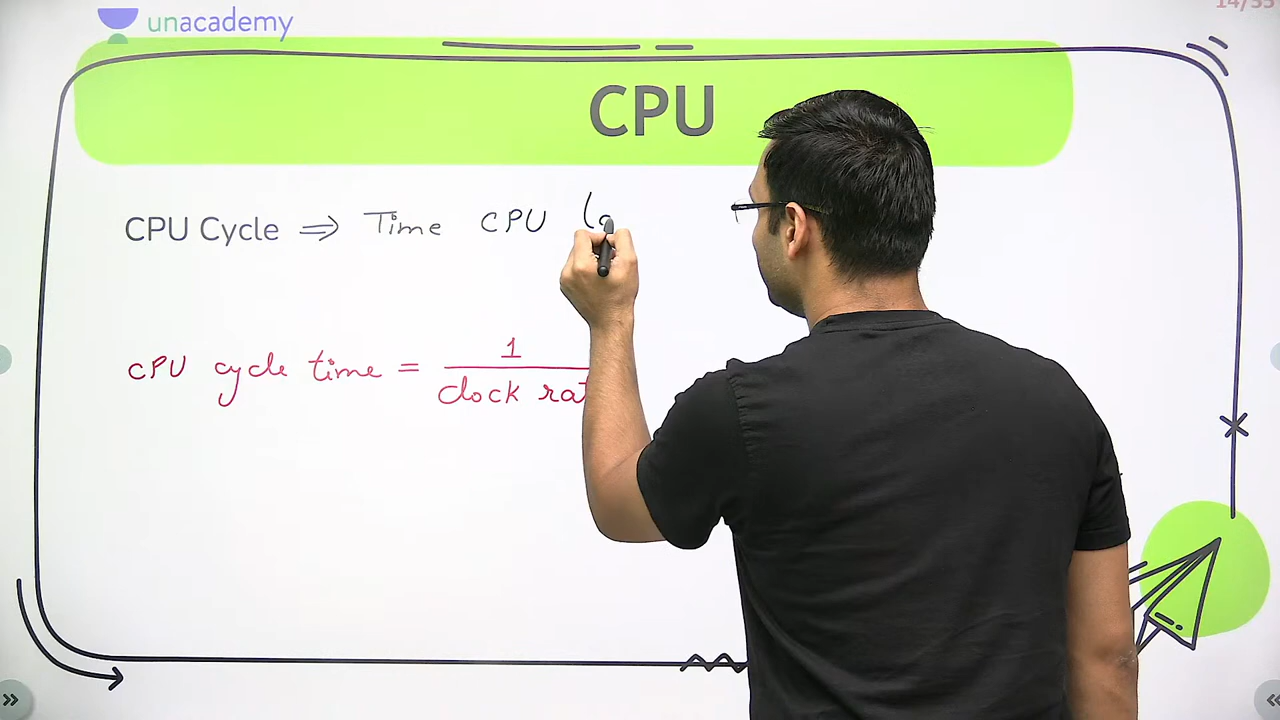 unacademy
CPU
CPU Cycle ⇒ Time CPU
CPU cycle time = 1
clock